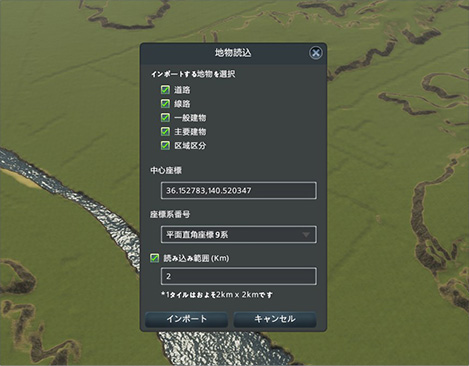 地物読込
インポートする地物を選択
道路
線路
一般建物
主要建物
区域区分
中心座標
36.152783,140.520347
座標系番号
平面直角座標 9系
読み込み範囲 (Km)
2
*1タイルはおよそ2km x 2kmです
インポート キャンセル